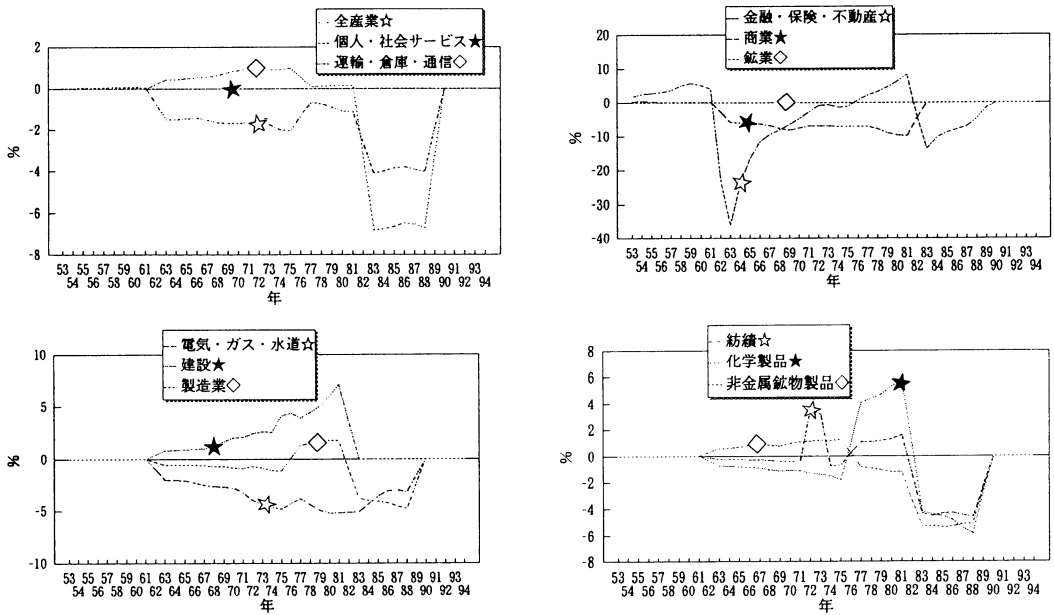 全産業☆
個人・社会サービス★
運輸・倉庫・通信◇
2
0
-2
-4
-6
-8
%
53 55 57 59 61 63 65 67 69 71 73 75 77 79 81 83 85 87 89 91 93
54 56 58 60 62 64 66 68 70 72 74 76 78 80 82 84 86 88 90 92 94
年
金融・保険・不動産☆
商業★
鉱業◇
20
10
0
-10
-20
-30
-40
%
53 55 57 59 61 63 65 67 69 71 73 75 77 79 81 83 85 87 89 91 93
54 56 58 60 62 64 66 68 70 72 74 76 78 80 82 84 86 88 90 92 94
年
電気・ガス・水道☆
建設★
製造業◇
10
5
0
-5
-10
%
53 55 57 59 61 63 65 67 69 71 73 75 77 79 81 83 85 87 89 91 93
54 56 58 60 62 64 66 68 70 72 74 76 78 80 82 84 86 88 90 92 94
年
紡績☆
化学製品★
非金属鉱物製品◇
8
6
4
2
0
-2
-4
-6
-8
%
53 55 57 59 61 63 65 67 69 71 73 75 77 79 81 83 85 87 89 91 93
54 56 58 60 62 64 66 68 70 72 74 76 78 80 82 84 86 88 90 92 94
年